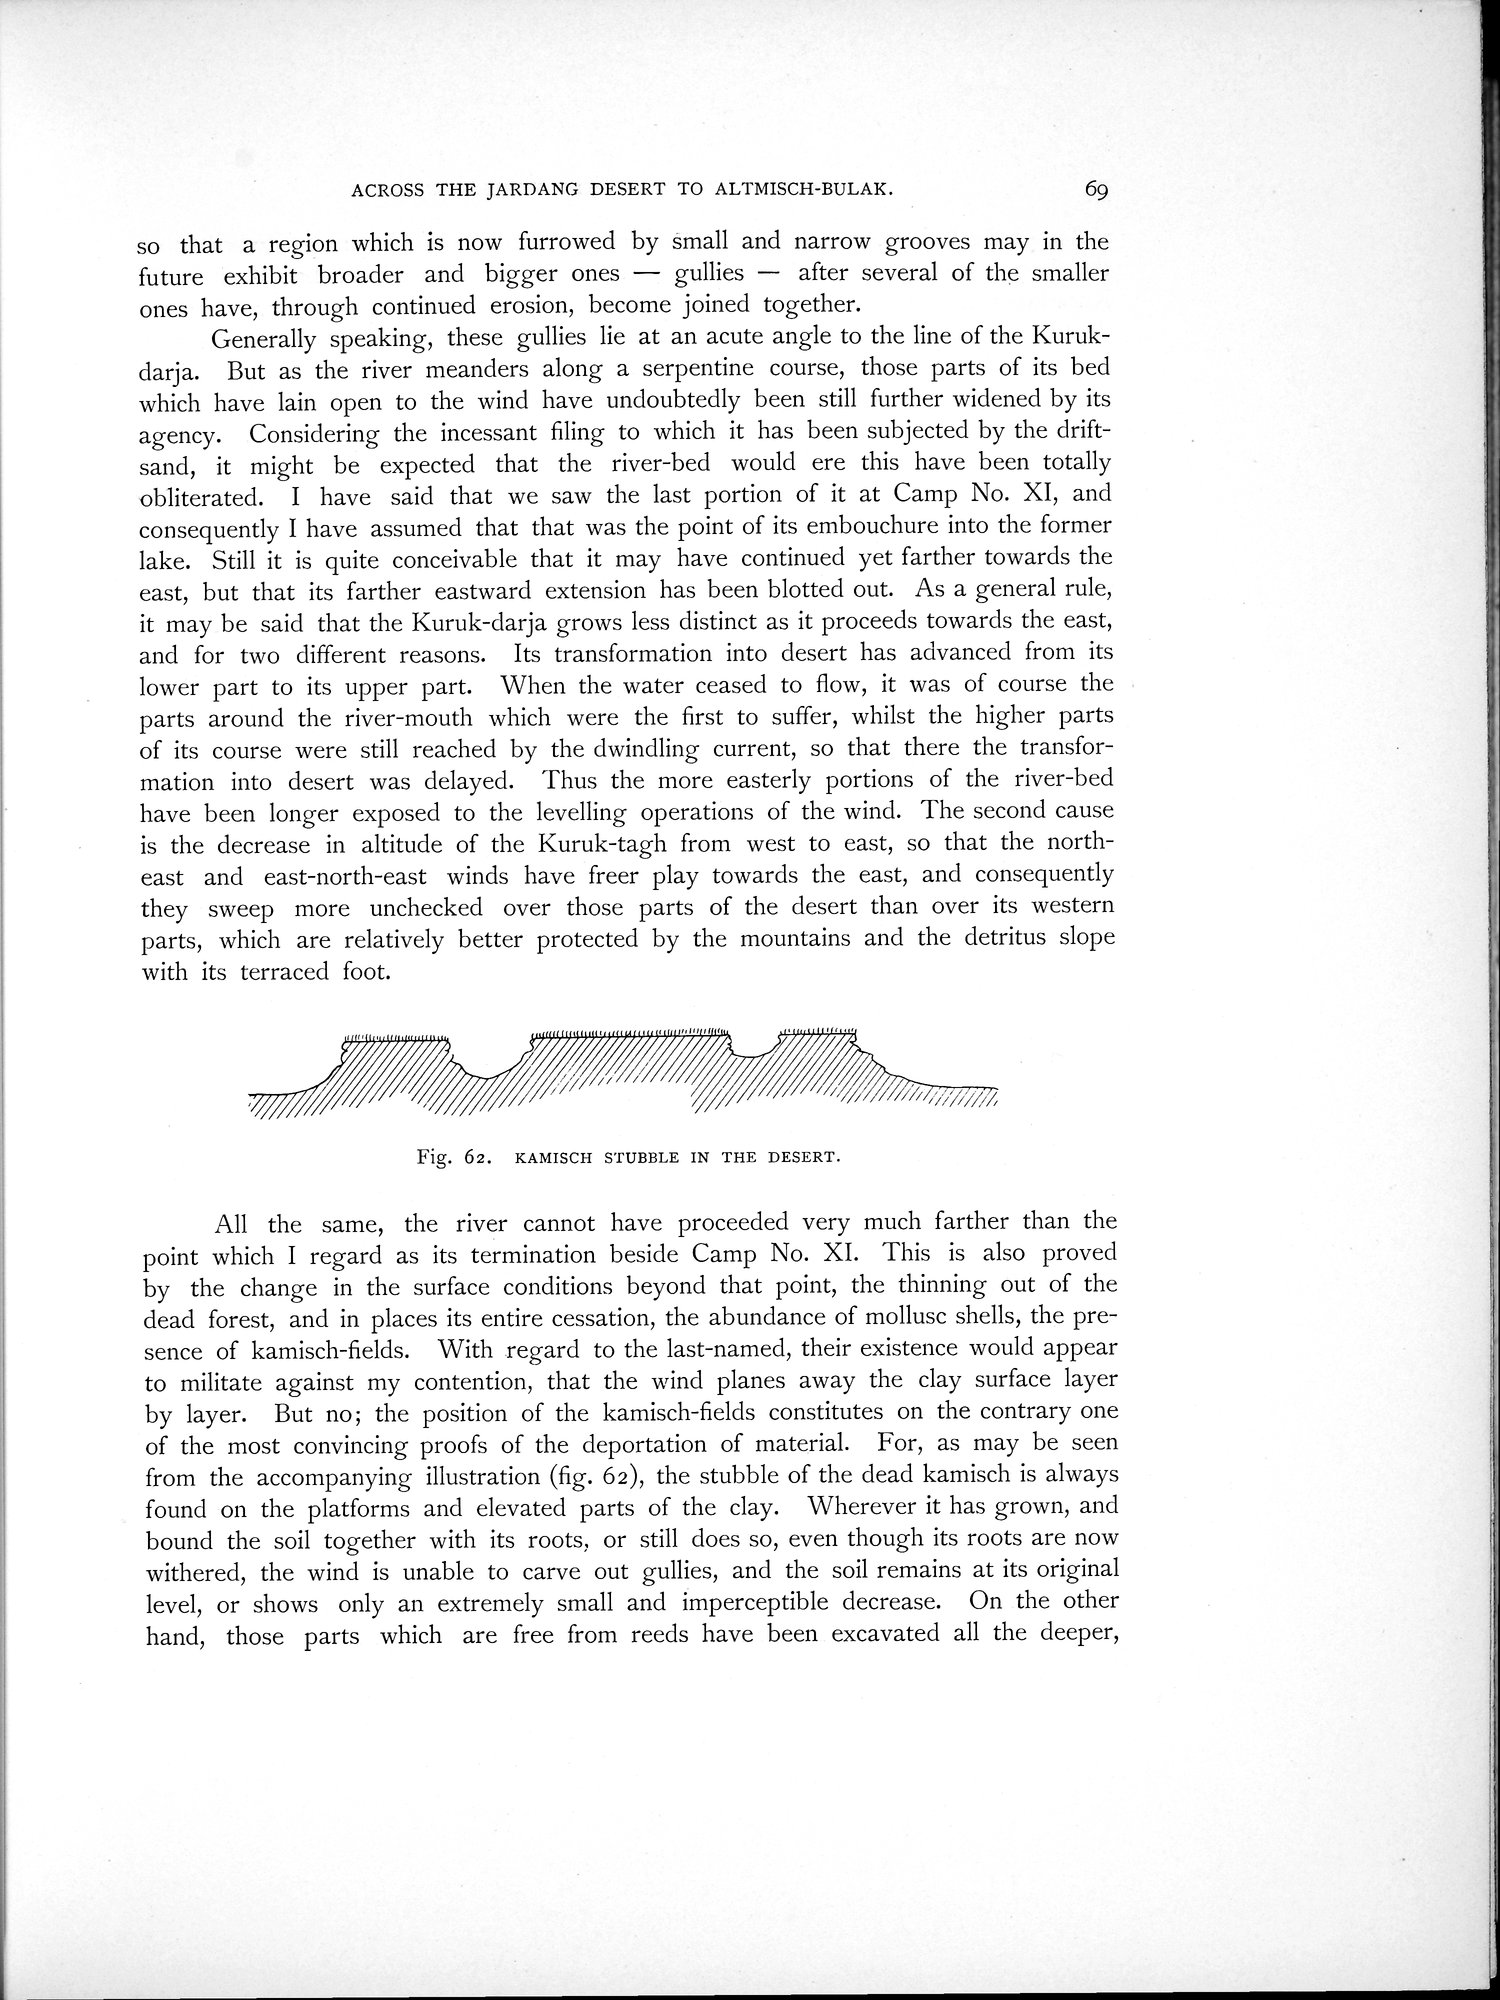 ACROSS THE JARDANG DESERT TO ALTMISCH-BULAK. 69
so that a region which is now furrowed by small and narrow grooves may in the
future exhibit broader and bigger ones — gullies — after several of the smaller
ones have, through continued erosion, become joined together.
Generally speaking, these gullies lie at an acute angle to the line of the Kuruk-
darja. But as the river meanders along a serpentine course, those parts of its bed
which have lain open to the wind have undoubtedly been still further widened by its
agency. Considering the incessant filing to which it has been subjected by the drift-
sand, it might be expected that the river-bed would ere this have been totally
obliterated. I have said that we saw the last portion of it at Camp No. XI, and
consequently I have assumed that that was the point of its embouchure into the former
lake. Still it is quite conceivable that it may have continued yet farther towards the
east, but that its farther eastward extension has been blotted out. As a general rule,
it may be said that the Kuruk-darja grows less distinct as it proceeds towards the east,
and for two different reasons. Its transformation into desert has advanced from its
lower part to its upper part. When the water ceased to flow, it was of course the
parts around the river-mouth which were the first to suffer, whilst the higher parts
of its course were still reached by the dwindling current, so that there the transfor-
mation into desert was delayed. Thus the more easterly portions of the river-bed
have been longer exposed to the levelling operations of the wind. The second cause
is the decrease in altitude of the Kuruk-tagh from west to east, so that the north-
east and east-north-east winds have freer play towards the east, and consequently
they sweep more unchecked over those parts of the desert than over its western
parts, which are relatively better protected by the mountains and the detritus slope
with its terraced foot.
Fig. 62. KAMISCH STUBBLE IN THE DESERT.
All the same, the river cannot have proceeded very much farther than the
point which I regard as its termination beside Camp No. XI. This is also proved
by the change in the surface conditions beyond that point, the thinning out of the
dead forest, and in places its entire cessation, the abundance of mollusc shells, the pre-
sence of kamisch-fields. With regard to the last-named, their existence would appear
to militate against my contention, that the wind planes away the clay surface layer
by layer. But no; the position of the kamisch-fields constitutes on the contrary one
of the most convincing proofs of the deportation of material. For, as may be seen
from the accompanying illustration (fig. 62), the stubble of the dead kamisch is always
found on the platforms and elevated parts of the clay. Wherever it has grown, and
bound the soil together with its roots, or still does so, even though its roots are now
withered, the wind is unable to carve out gullies, and the soil remains at its original
level, or shows only an extremely small and imperceptible decrease. On the other
hand, those parts which are free from reeds have been excavated all the deeper,